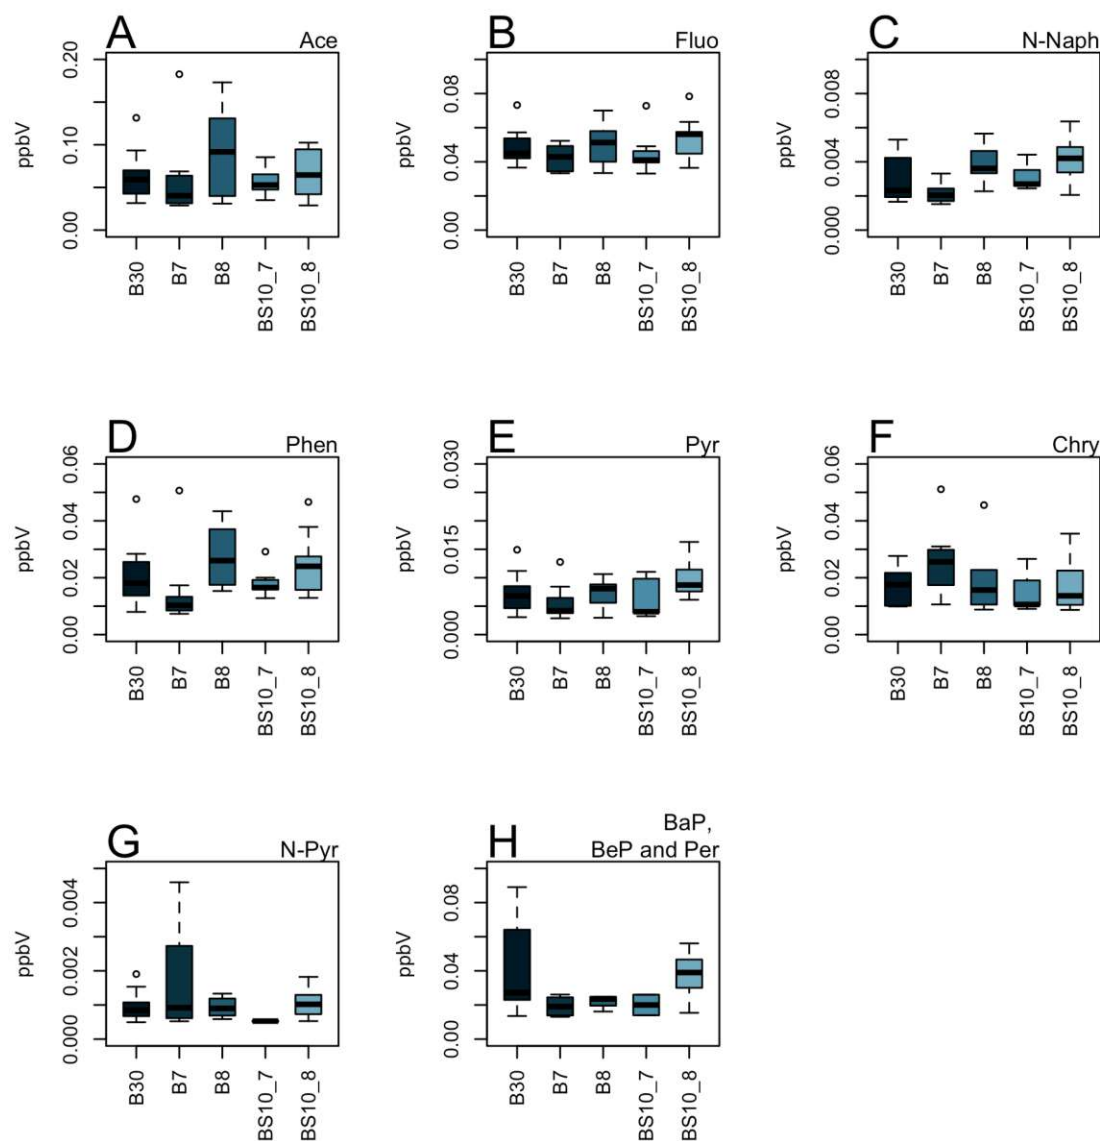 A Ace
ppbV
0.00 0.10 0.20
B30 B7 B8 BS10_7 BS10_8
B Fluo
ppbV
0.00 0.04 0.08
B30 B7 B8 BS10_7 BS10_8
C N-Naph
ppbV
0.000 0.004 0.008
B30 B7 B8 BS10_7 BS10_8
D Phen
ppbV
0.00 0.02 0.04 0.06
B30 B7 B8 BS10_7 BS10_8
E Pyr
ppbV
0.000 0.015 0.030
B30 B7 B8 BS10_7 BS10_8
F Chry
ppbV
0.00 0.02 0.04 0.06
B30 B7 B8 BS10_7 BS10_8
G N-Pyr
ppbV
0.000 0.002 0.004
B30 B7 B8 BS10_7 BS10_8
H BaP,
BeP and Per
ppbV
0.00 0.04 0.08
B30 B7 B8 BS10_7 BS10_8